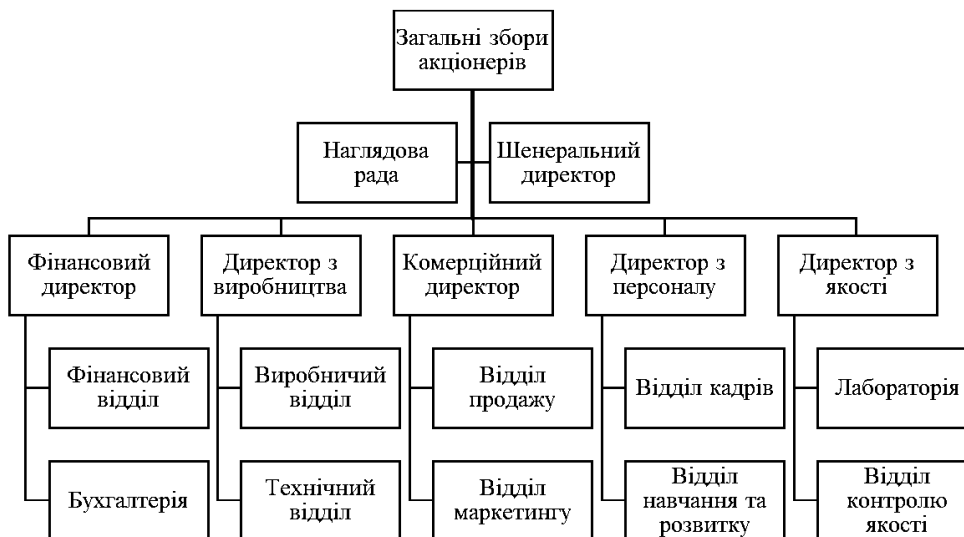 Загальні збори
акціонерів
Наглядова
рада
Шенеральний
директор
Фінансовий
директор
Директор з
виробництва
Комерційний
директор
Директор з
персоналу
Директор з
якості
Фінансовий
відділ
Виробничий
відділ
Відділ
продажу
Відділ кадрів
Лабораторія
Бухгалтерія
Технічний
відділ
Відділ
маркетингу
Відділ
навчання та
розвитку
Відділ
контролю
якості